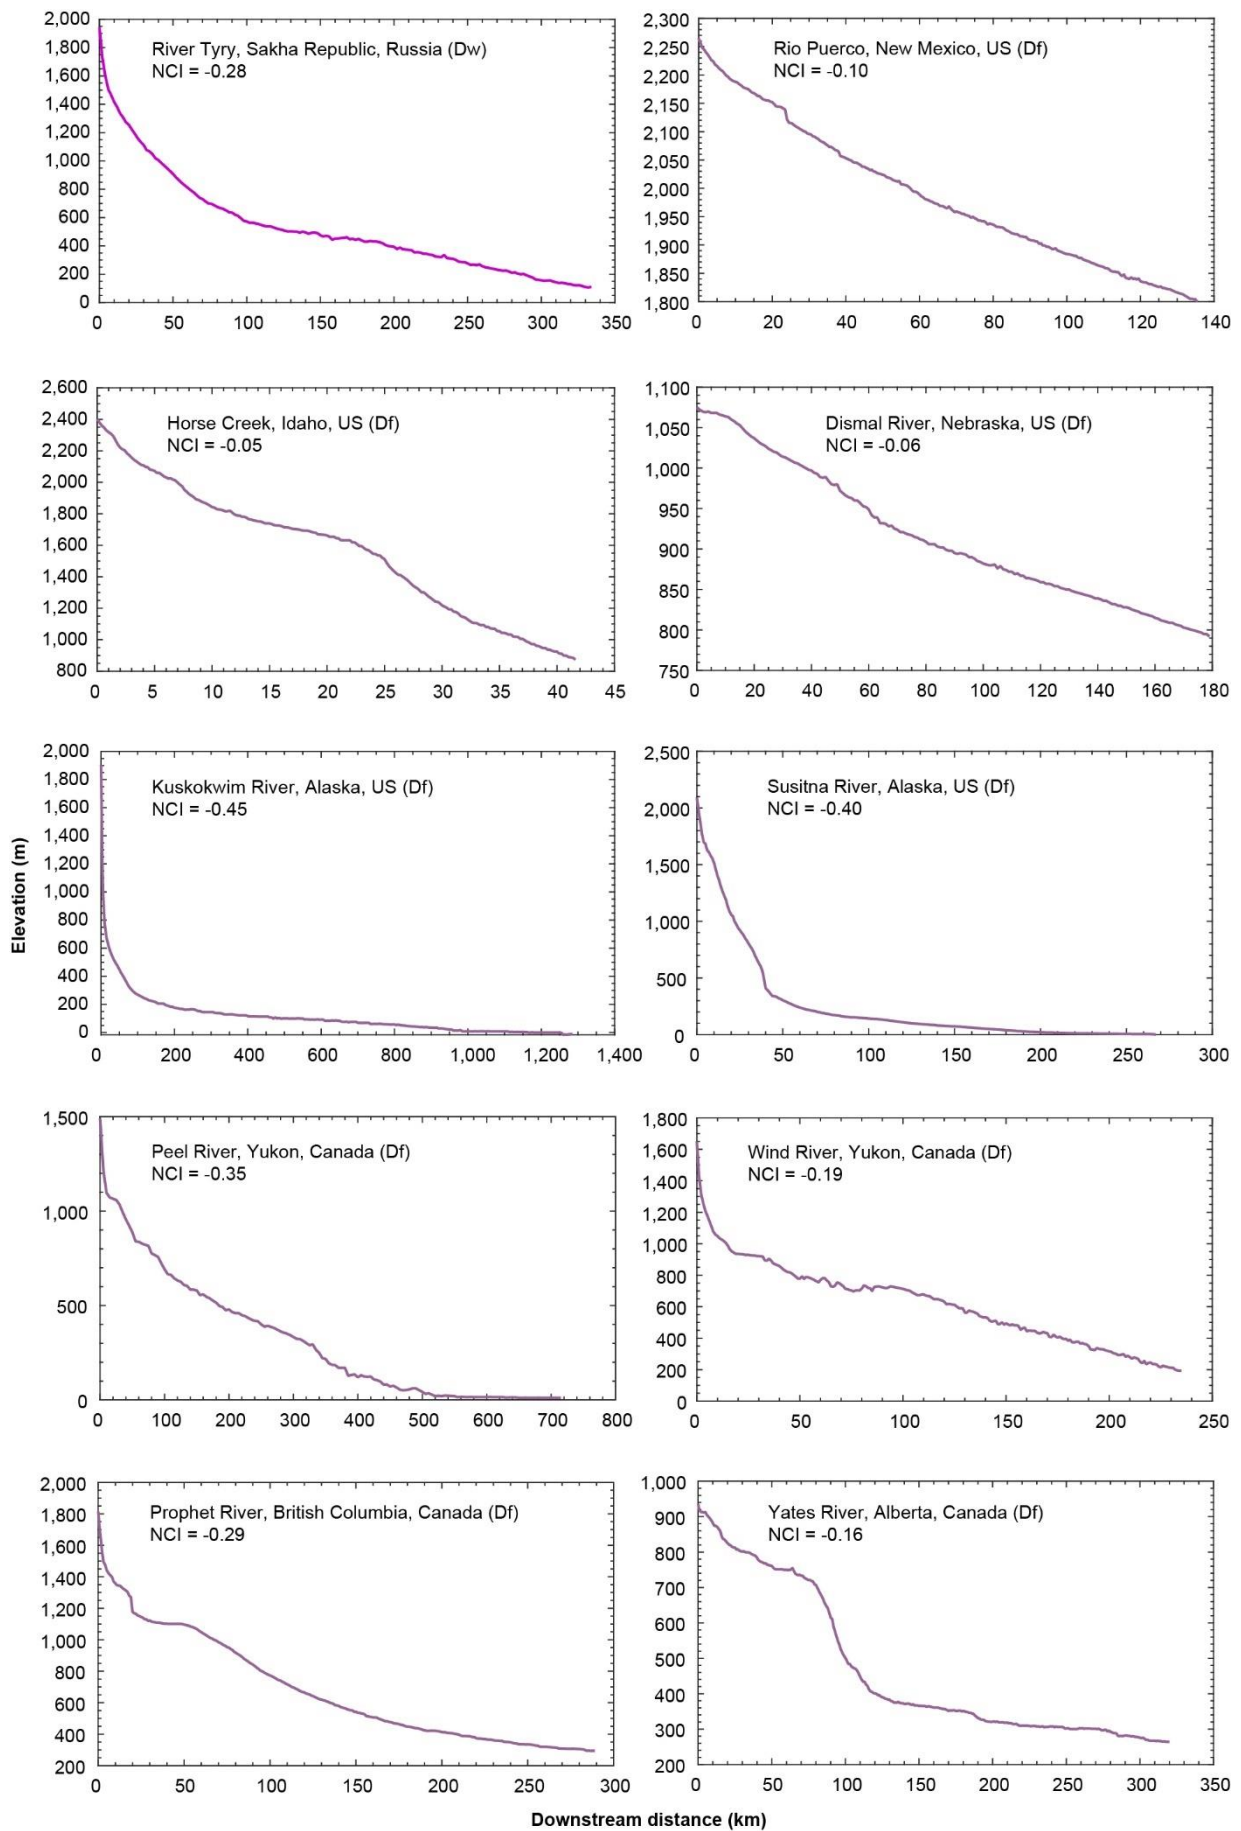 River Tyry, Sakha Republic, Russia (Dw)
NCI = -0.28
2,000
1,800
1,600
1,400
1,200
1,000
800
600
400
200
0
0 50 100 150 200 250 300 350
Rio Puerco, New Mexico, US (Df)
NCI = -0.10
2,300
2,250
2,200
2,150
2,100
2,050
2,000
1,950
1,900
1,850
1,800
0 20 40 60 80 100 120 140
Horse Creek, Idaho, US (Df)
NCI = -0.05
2,600
2,400
2,200
2,000
1,800
1,600
1,400
1,200
1,000
800
0 5 10 15 20 25 30 35 40 45
Dismal River, Nebraska, US (Df)
NCI = -0.06
1,100
1,050
1,000
950
900
850
800
750
0 20 40 60 80 100 120 140 160 180
Elevation (m)
Kuskokwim River, Alaska, US (Df)
NCI = -0.45
2,000
1,800
1,600
1,400
1,200
1,000
800
600
400
200
0
0 200 400 600 800 1,000 1,200 1,400
Susitna River, Alaska, US (Df)
NCI = -0.40
2,500
2,000
1,500
1,000
500
0
0 50 100 150 200 250 300
Peel River, Yukon, Canada (Df)
NCI = -0.35
1,500
1,000
500
0
0 100 200 300 400 500 600 700 800
Wind River, Yukon, Canada (Df)
NCI = -0.19
1,800
1,600
1,400
1,200
1,000
800
600
400
200
0
0 50 100 150 200 250
Prophet River, British Columbia, Canada (Df)
NCI = -0.29
2,000
1,800
1,600
1,400
1,200
1,000
800
600
400
200
0 50 100 150 200 250 300
Yates River, Alberta, Canada (Df)
NCI = -0.16
1,000
900
800
700
600
500
400
300
200
0 50 100 150 200 250 300 350
Downstream distance (km)